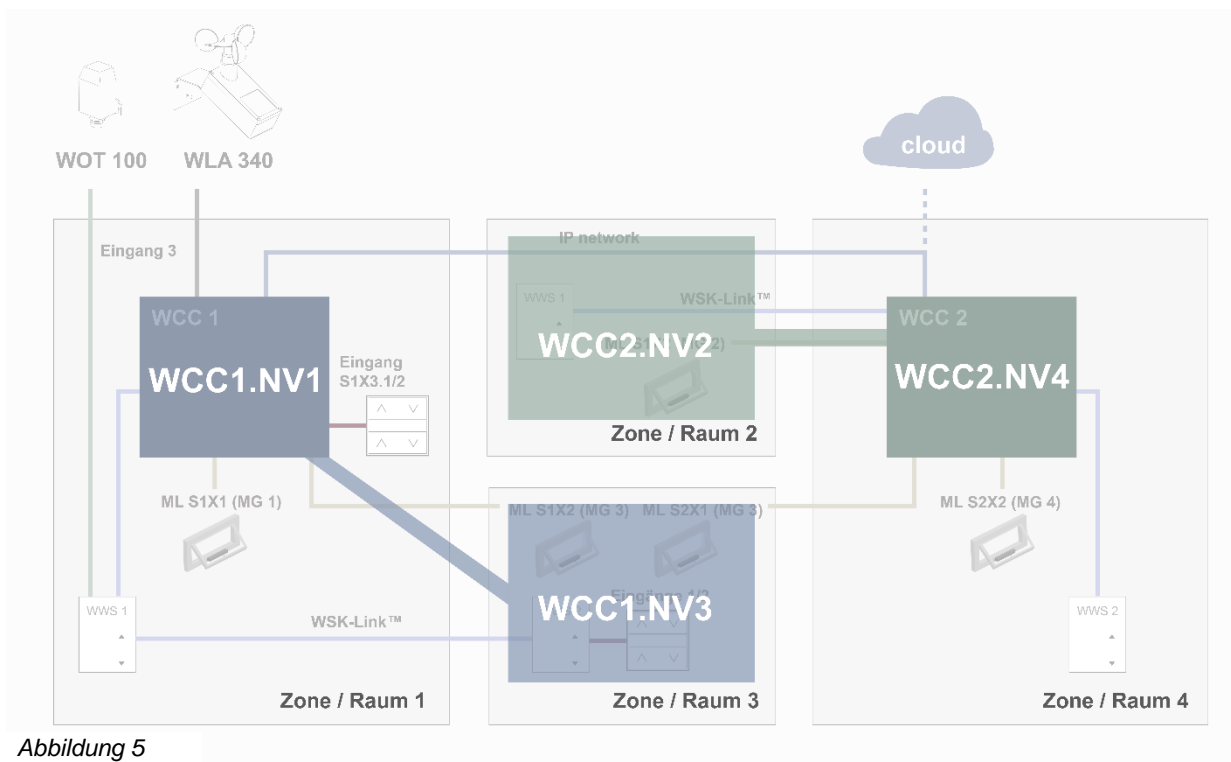 WOT 100
WLA 340
cloud
Eingang 3
IP network
WCC 1
WCC1.NV1
Eingang
S1X3.1/2
WWS 1
WSK-Link™
WCC2.NV2
Zone / Raum 2
WCC 2
WCC2.NV4
ML S1X1 (MG 1)
ML S1X2 (MG 3)
ML S2X1 (MG 3)
ML S2X2 (MG 4)
WWS 1
WSK-Link™
WCC1.NV3
WWS 2
Zone / Raum 1
Zone / Raum 3
Zone / Raum 4
Abbildung 5